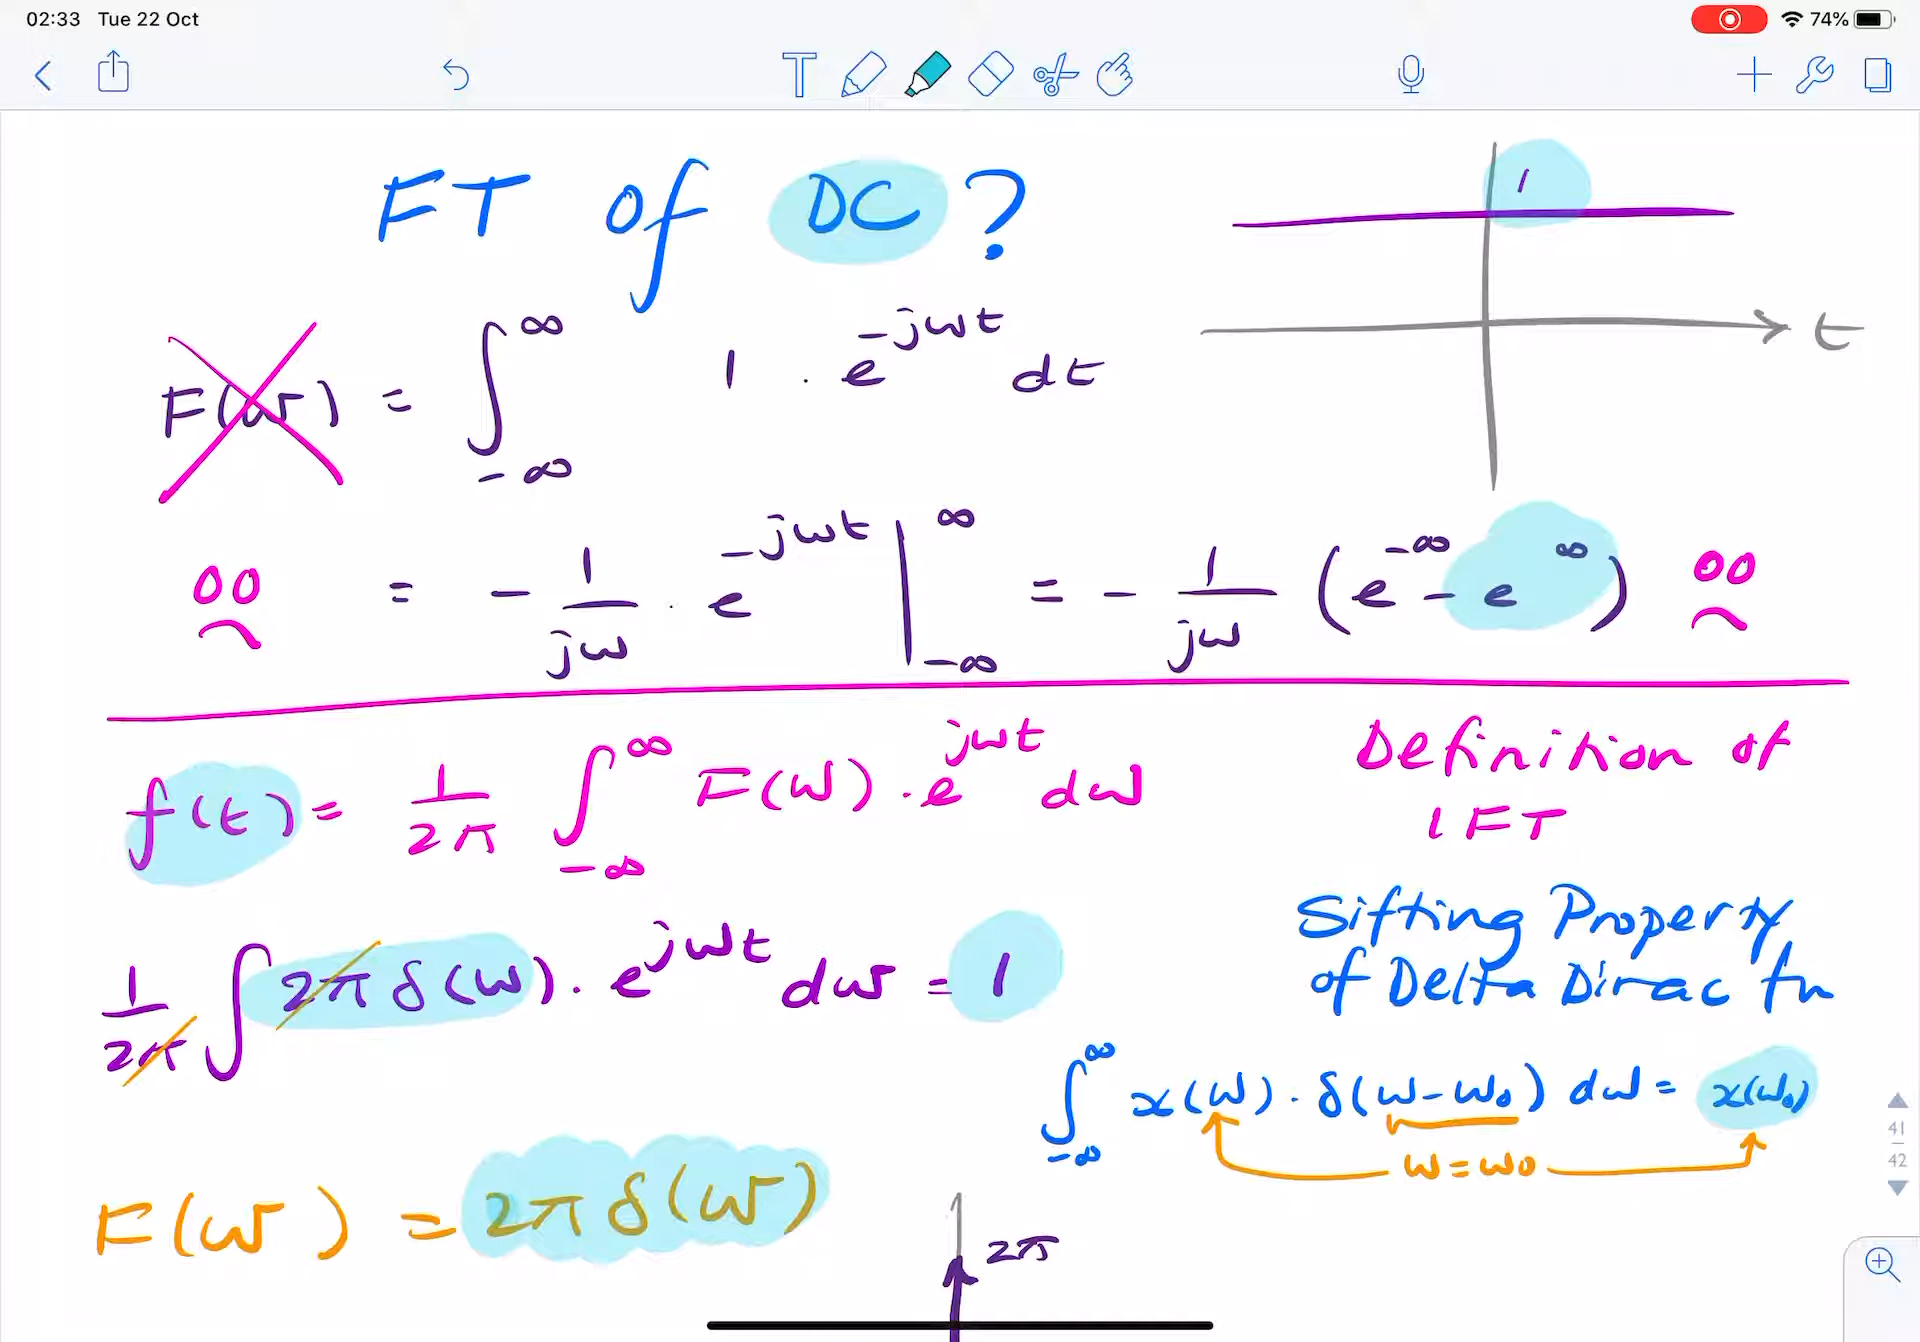 02:33 Tue 22 Oct 74%
T
FT of DC ?
1
t
F(ω) = ∫_{-∞}^{∞} 1 · e^{-jωt} dt
= - 1/jω · e^{-jωt} |_{-∞}^{∞} = - 1/jω (e^{-∞} - e^{∞})
f(t) = 1/2π ∫_{-∞}^{∞} F(ω) · e^{jωt} dω
Definition of
IFT
Sifting Property
of Delta Dirac fn
1/2π ∫ 2π δ(ω) · e^{jωt} dω = 1
∫_{-∞}^{∞} x(ω) · δ(ω-ω₀) dω = x(ω₀)
ω=ω₀
41
42
F(ω) = 2π δ(ω)
2π